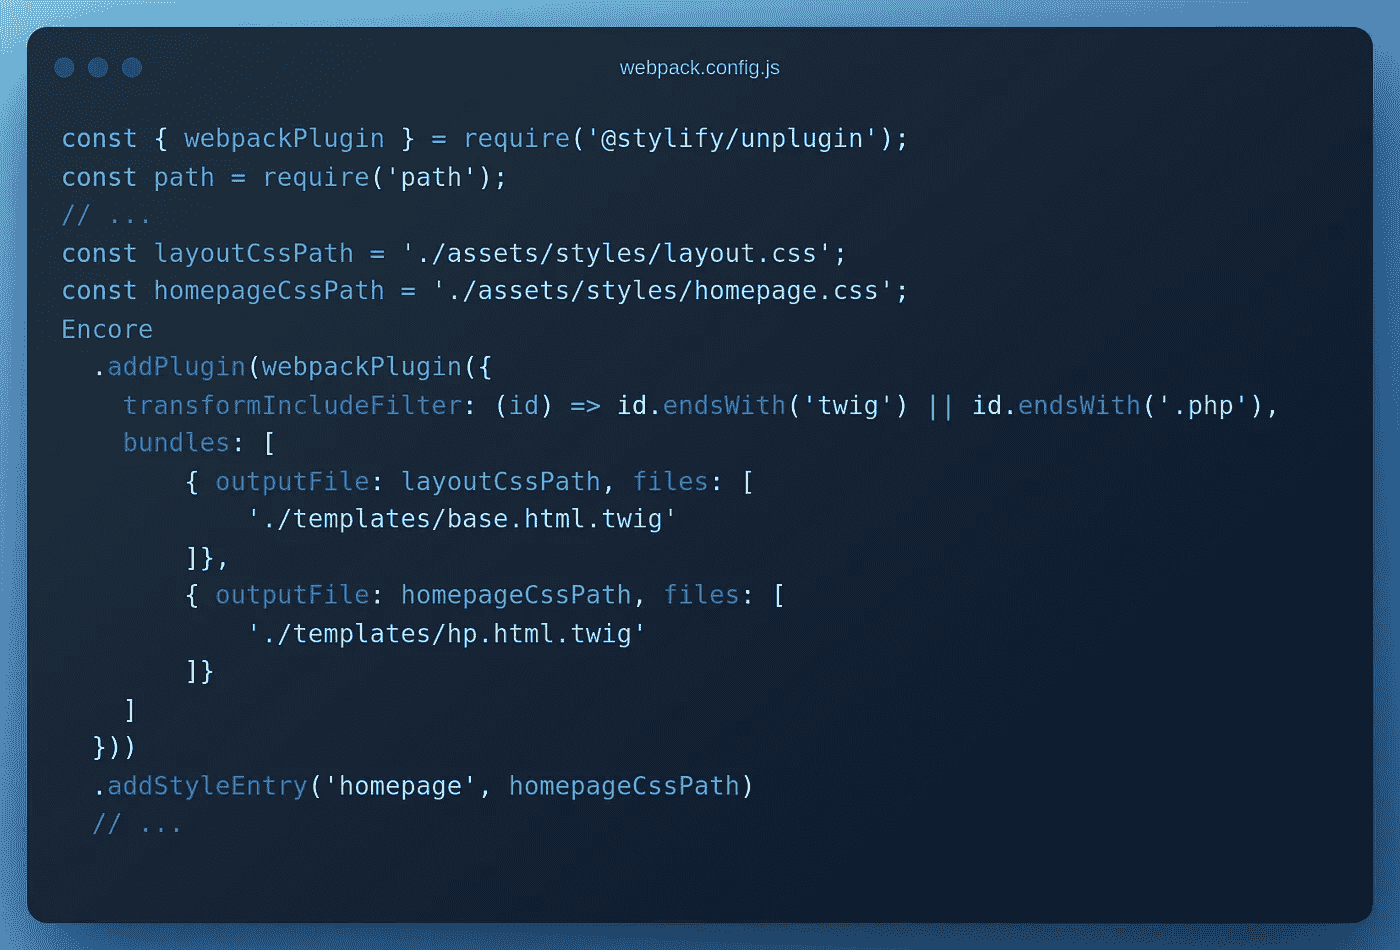 webpack.config.js
const { webpackPlugin } = require('@stylify/unplugin');
const path = require('path');
// ...
const layoutCssPath = './assets/styles/layout.css';
const homepageCssPath = './assets/styles/homepage.css';
Encore
  .addPlugin(webpackPlugin({
    transformIncludeFilter: (id) => id.endsWith('twig') || id.endsWith('.php'),
    bundles: [
        { outputFile: layoutCssPath, files: [
            './templates/base.html.twig'
        ]},
        { outputFile: homepageCssPath, files: [
            './templates/hp.html.twig'
        ]}
    ]
  }))
  .addStyleEntry('homepage', homepageCssPath)
  // ...